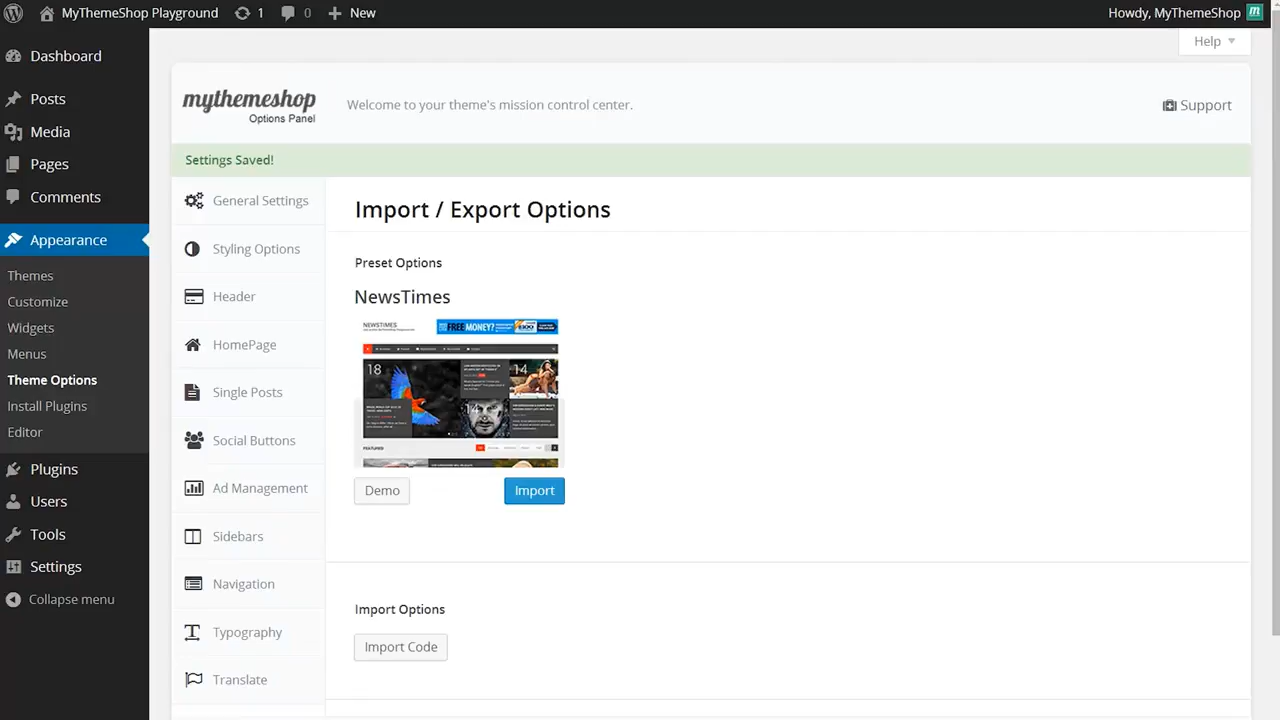 MyThemeShop Playground
1
0
New
Howdy, MyThemeShop
Help
Dashboard
Posts
Media
Pages
Comments
Appearance
Themes
Customize
Widgets
Menus
Theme Options
Install Plugins
Editor
Plugins
Users
Tools
Settings
Collapse menu
mythemeshop
Options Panel
Welcome to your theme's mission control center.
Support
Settings Saved!
General Settings
Styling Options
Header
HomePage
Single Posts
Social Buttons
Ad Management
Sidebars
Navigation
Typography
Translate
Import / Export Options
Preset Options
NewsTimes
NEWSTIMES
FREE MONEY?
18
14
FEATURED
Demo
Import
Import Options
Import Code